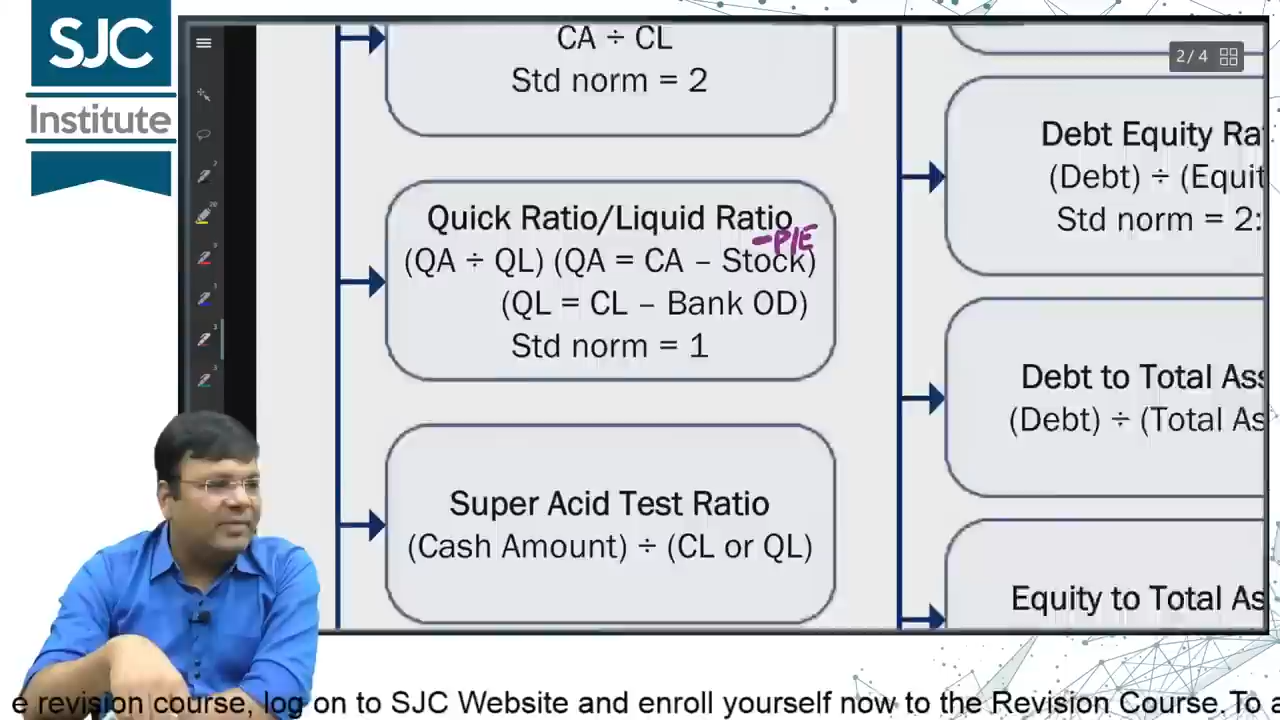 SJC
Institute
2/4
CA ÷ CL
Std norm = 2
Quick Ratio/Liquid Ratio
-P/E
(QA ÷ QL) (QA = CA – Stock)
(QL = CL – Bank OD)
Std norm = 1
Super Acid Test Ratio
(Cash Amount) ÷ (CL or QL)
Debt Equity Ra
(Debt) ÷ (Equit
Std norm = 2:
Debt to Total Ass
(Debt) ÷ (Total As
Equity to Total As
e revision course, log on to SJC Website and enroll yourself now to the Revision Course. To a